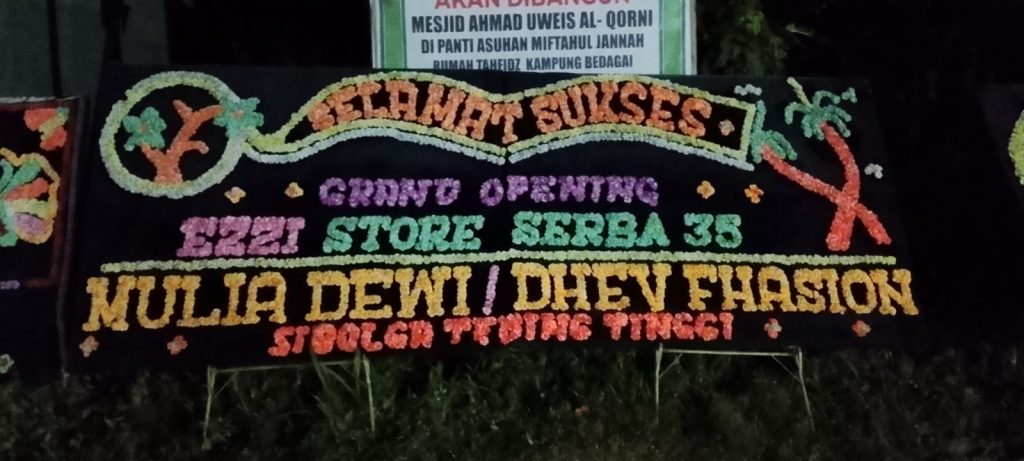 AKAN DIBANGUN
MESJID AHMAD UWEIS AL- QORNI
DI PANTI ASUHAN MIFTAHUL JANNAH
RUMAH TAHFIDZ KAMPUNG BEDAGAI
SELAMAT SUKSES
GRAND OPENING
EZZI STORE SERBA 35
MULIA DEWI / DHEV FHASION
SIBOLGA TEBING TINGGI